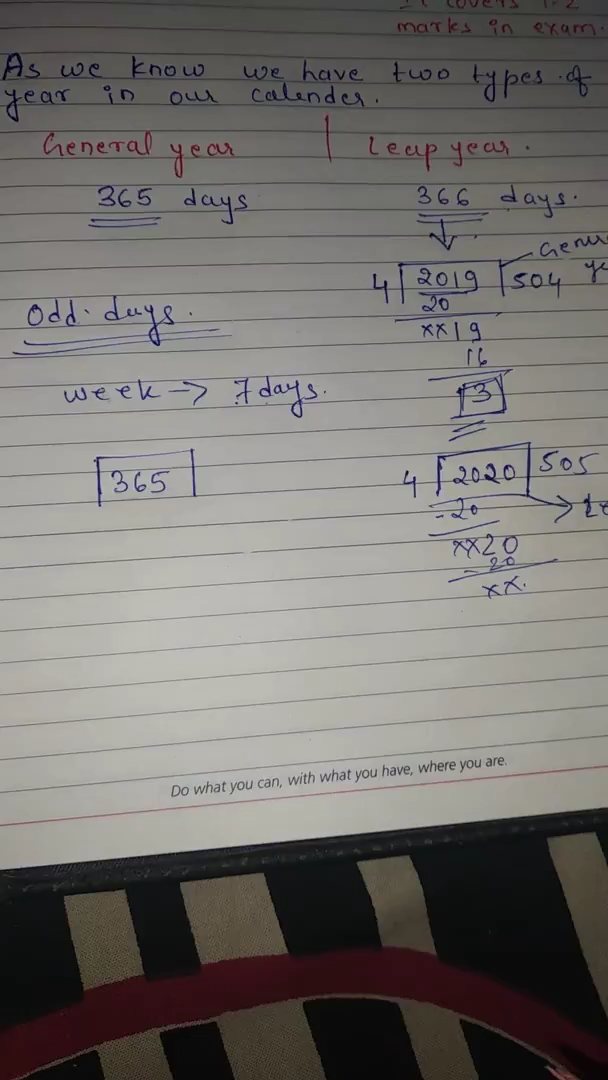 marks in exam.
As we know we have two types of
year in our calender.
General year | Leap year.
365 days
366 days.
4 2019 504
20
xx19
16
3
Odd. days.
week -> 7 days.
365
4 2020 505
-20
xx20
-20
xx.
Do what you can, with what you have, where you are.